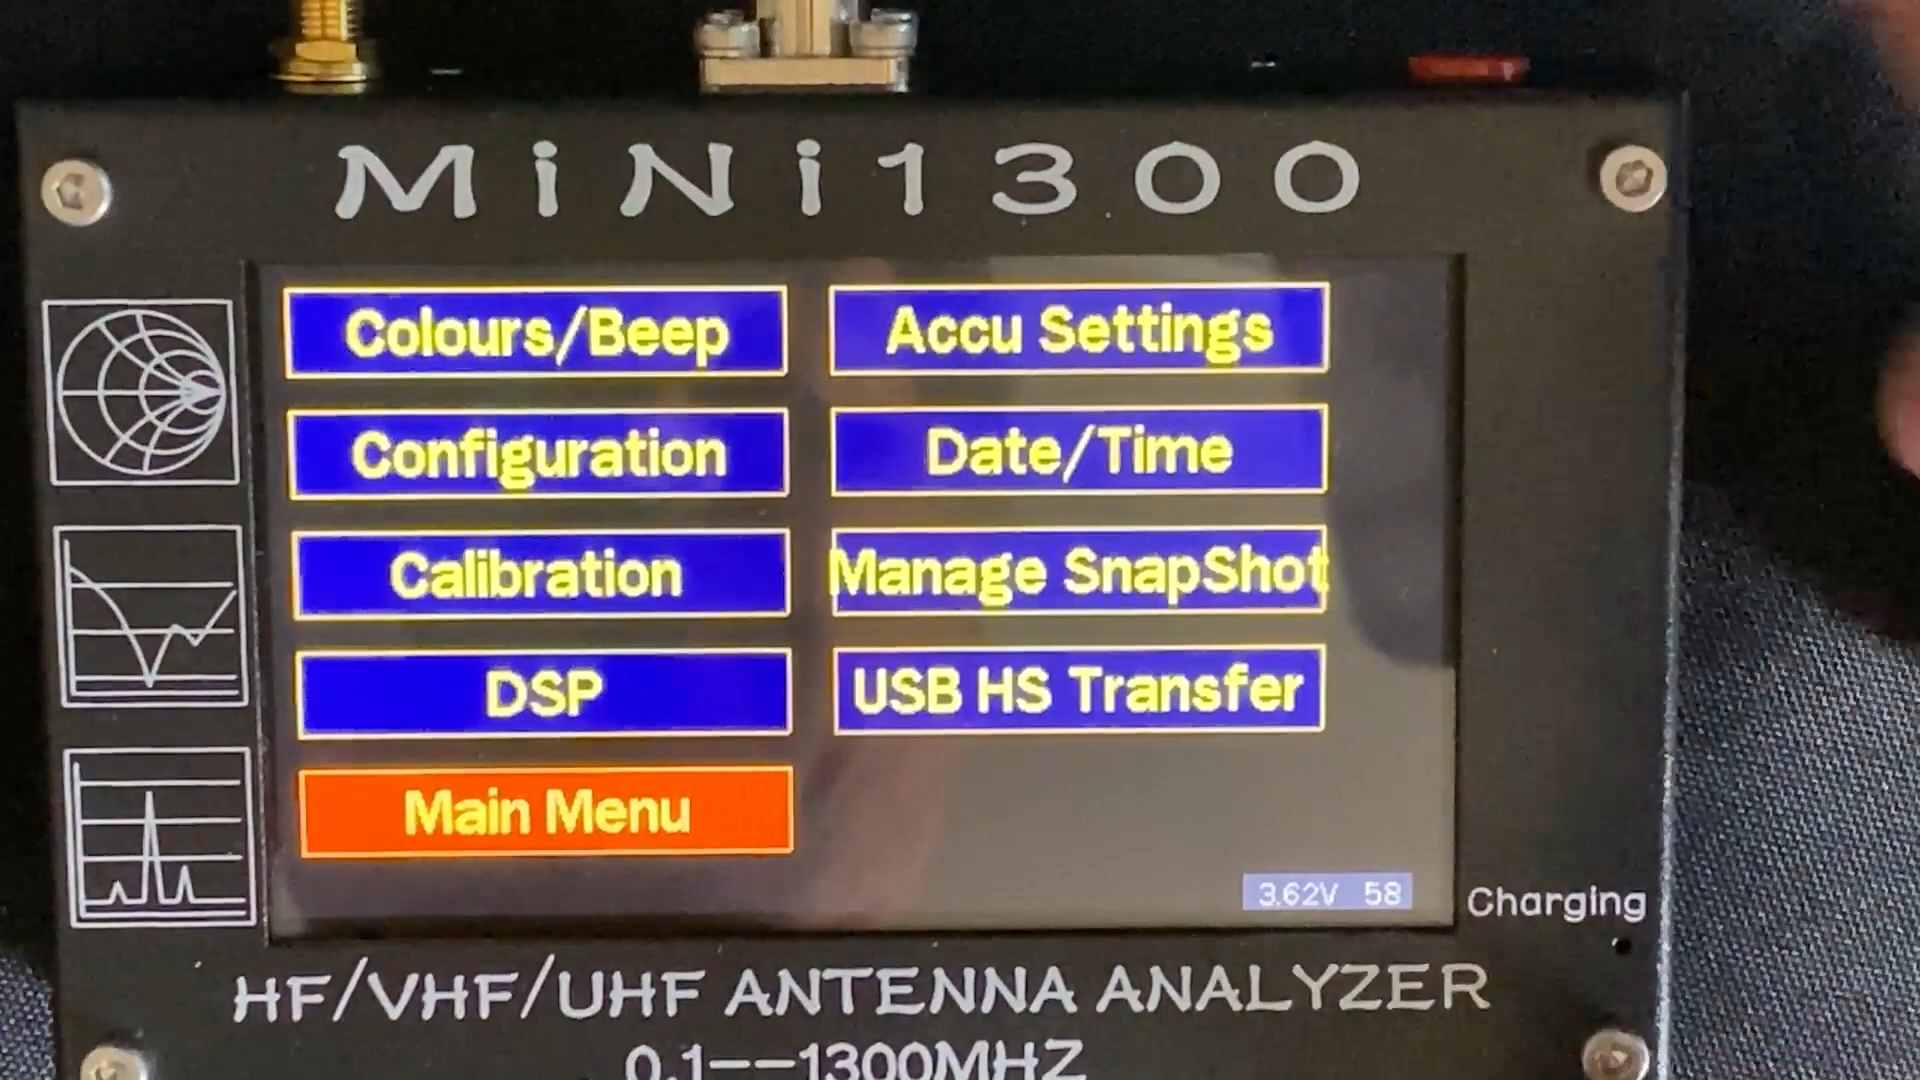 MiNi1300
Colours/Beep
Accu Settings
Configuration
Date/Time
Calibration
Manage SnapShot
DSP
USB HS Transfer
Main Menu
3.62V 58
Charging
HF/VHF/UHF ANTENNA ANALYZER
0.1--1300MHZ